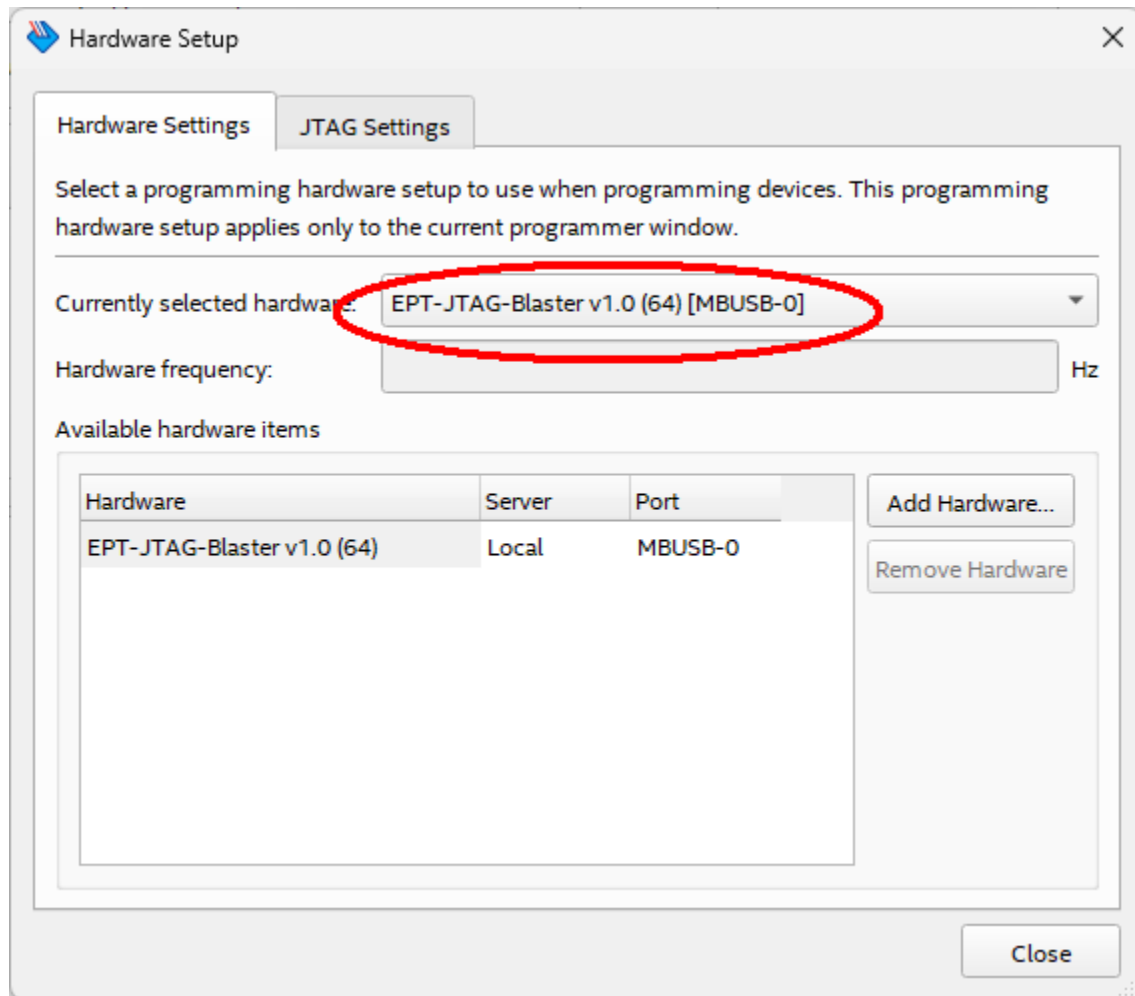 Hardware Setup
Hardware Settings
JTAG Settings
Select a programming hardware setup to use when programming devices. This programming
hardware setup applies only to the current programmer window.
Currently selected hardware: EPT-JTAG-Blaster v1.0 (64) [MBUSB-0]
Hardware frequency: Hz
Available hardware items
Hardware Server Port
EPT-JTAG-Blaster v1.0 (64) Local MBUSB-0
Add Hardware...
Remove Hardware
Close